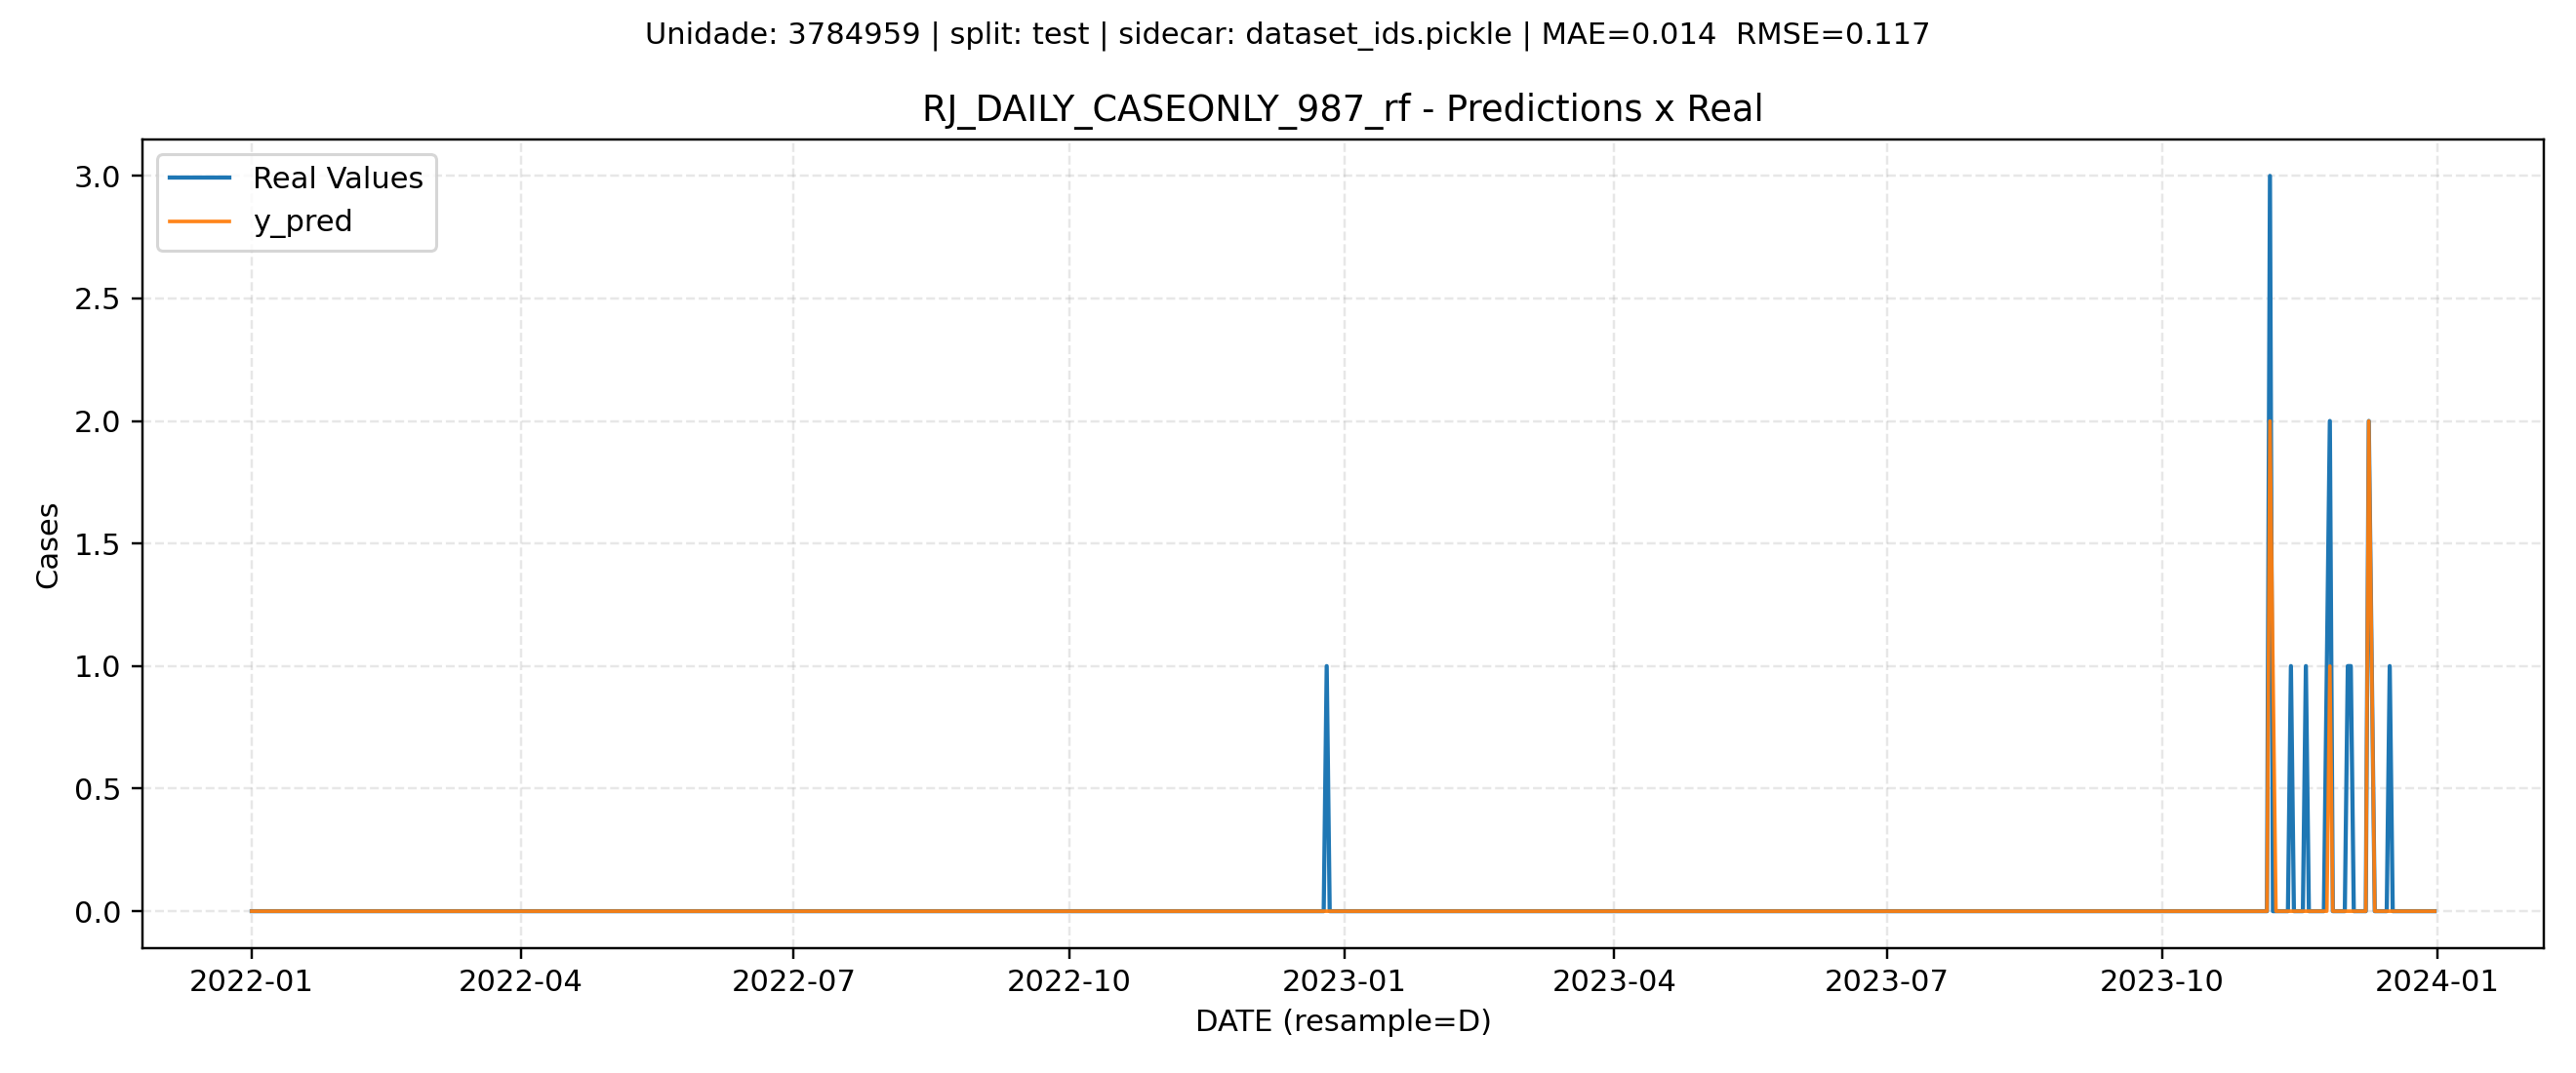 Unidade: 3784959 | split: test | sidecar: dataset_ids.pickle | MAE=0.014  RMSE=0.117
RJ_DAILY_CASEONLY_987_rf - Predictions x Real
Real Values
y_pred
3.0
2.5
2.0
1.5
1.0
0.5
0.0
Cases
2022-01 2022-04 2022-07 2022-10 2023-01 2023-04 2023-07 2023-10 2024-01
DATE (resample=D)